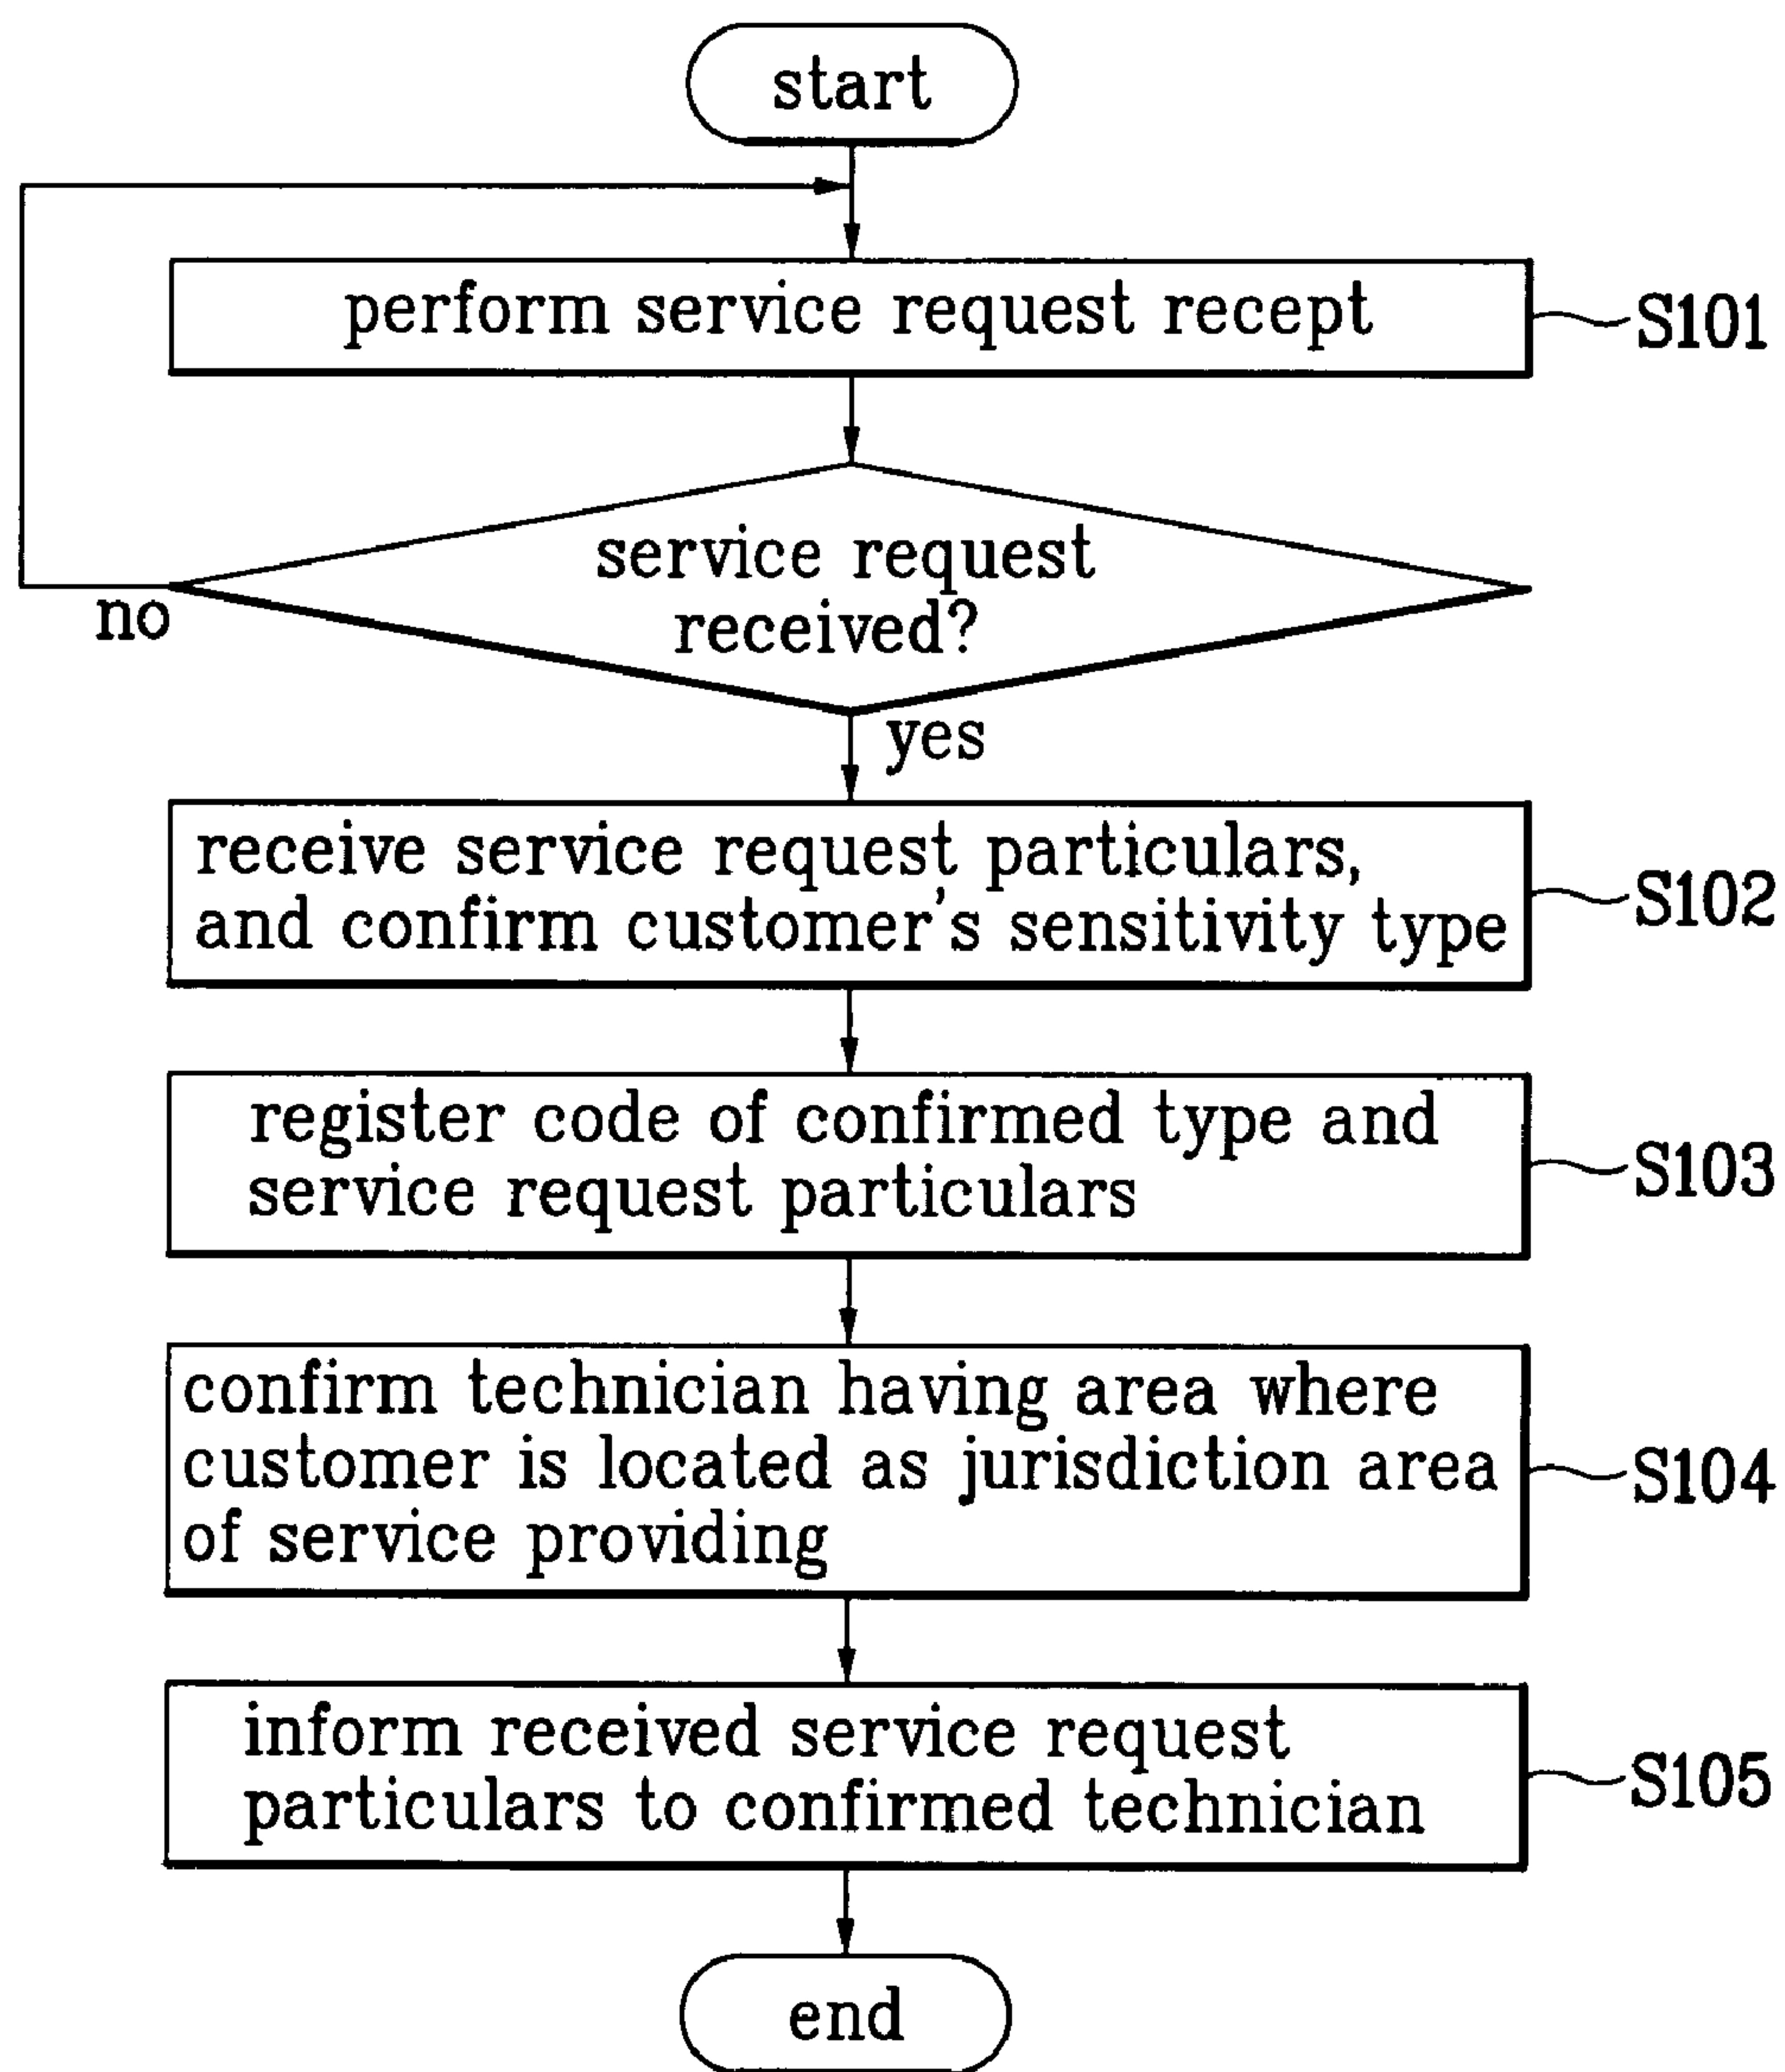 start
perform service request recept
S101
service request
received?
no
yes
receive service request particulars,
and confirm customer's sensitivity type
S102
register code of confirmed type and
service request particulars
S103
confirm technician having area where
customer is located as jurisdiction area
of service providing
S104
inform received service request
particulars to confirmed technician
S105
end